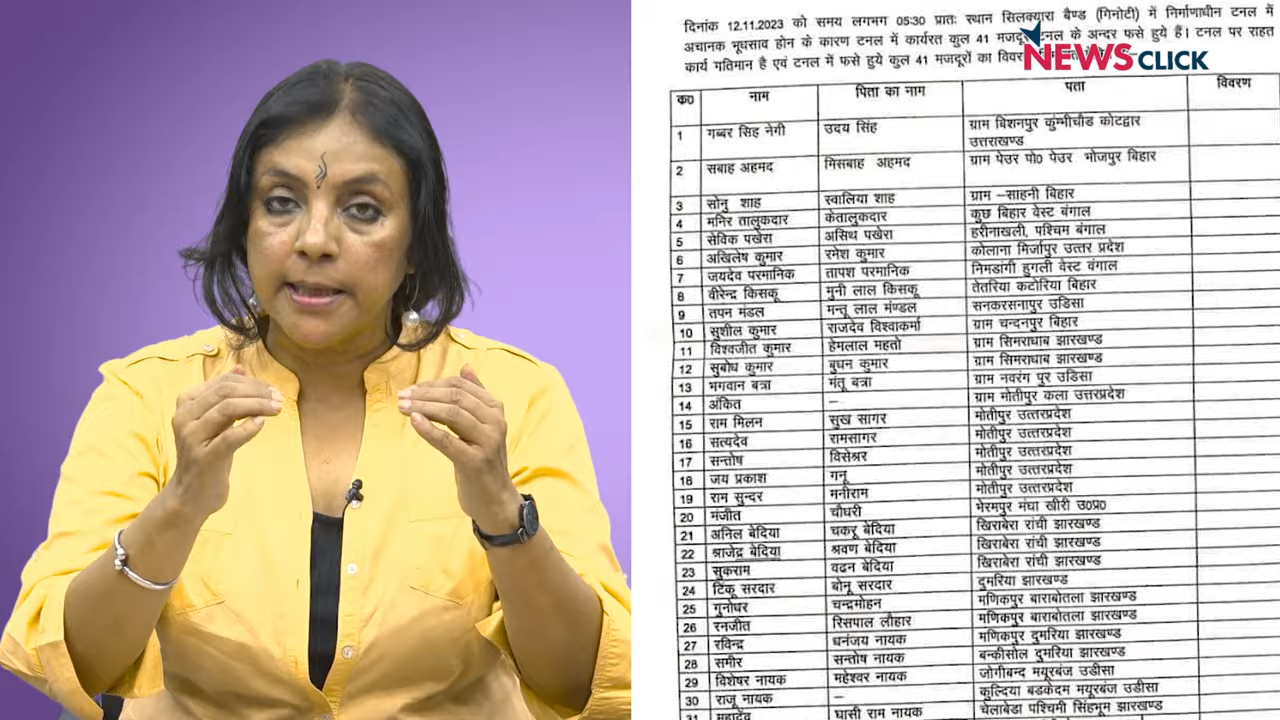 दिनांक 12.11.2023 को समय लगभग 05:30 प्रातः स्थान सिलक्यारा बैण्ड (गिनोटी) में निर्माणाधीन टनल में
अचानक भूधसाव होन के कारण टनल में कार्यरत कुल 41 मजदूर टनल के अन्दर फसे हुये हैं। टनल पर राहत
कार्य गतिमान है एवं टनल में फसे हुये कुल 41 मजदूरों का
NEWSCLICK
क0 नाम पिता का नाम पता विवरण
1 गब्बर सिह नेगी उदय सिंह ग्राम बिशनपुर कुम्भीचौड कोटद्वार
उत्तराखण्ड
2 सबाह अहमद मिसबाह अहमद ग्राम पेउर पो0 पेउर भोजपुर बिहार
3 सोनु शाह स्वालिया शाह ग्राम –साहनी बिहार
4 मनिर तालुकदार केतालुकदार कुछ बिहार वेस्ट बंगाल
5 सेविक पखेरा असिथ पखेरा हरीनाखली, पश्चिम बंगाल
6 अखिलेष कुमार रमेश कुमार कोलाना मिर्जापुर उत्तर प्रदेश
7 जयदेव परमानिक तापश परमानिक निमडांगी हुगली वेस्ट वंगाल
8 वीरेन्द्र किसकू मुनी लाल किसकू तेतरिया कटोरिया बिहार
9 तपन मंडल मन्तू लाल मंण्डल सनकरसनापुर उडिसा
10 सुशील कुमार राजदेव विश्वाकर्मा ग्राम चन्दनपुर बिहार
11 विश्वजीत कुमार हेमलाल महतो ग्राम सिमराधाब झारखण्ड
12 सुबोध कुमार बुधन कुमार ग्राम सिमराधाब झारखण्ड
13 भगवान बत्रा मंतू बत्रा ग्राम नवरंग पुर उडिसा
14 अंकित – ग्राम मोतीपुर कला उत्तरप्रदेश
15 राम मिलन सुख सागर मोतीपुर उत्तरप्रदेश
16 सत्यदेव रामसागर मोतीपुर उत्तरप्रदेश
17 सन्तोष विसेश्रर मोतीपुर उत्तरप्रदेश
18 जय प्रकाश गनू मोतीपुर उत्तरप्रदेश
19 राम सुन्दर मनीराम मोतीपुर उत्तरप्रदेश
20 मंजीत चौधरी भेरमपुर मंघा खीरी उ0प्र0
21 अनिल बेदिया चकरू बेदिया खिराबेरा रांची झारखण्ड
22 श्राजेद्र बेदिया श्रवण बेदिया खिराबेरा रांची झारखण्ड
23 सुकराम वढन बेदिया खिराबेरा रांची झारखण्ड
24 टिंकू सरदार बोनू सरदार दुमरिया झारखण्ड
25 गुनोधर चन्द्रमोहन मणिकपुर बाराबोतला झारखण्ड
26 रनजीत रिसपाल लौहार मणिकपुर बाराबोतला झारखण्ड
27 रविन्द्र धनंजय नायक मणिकपुर दुमरिया झारखण्ड
28 समीर सन्तोष नायक बन्कीसोल दुमरिया झारखण्ड
29 विशेषर नायक महेश्वर नायक जोगीबन्द मयूरबंज उडीसा
30 राजू नायक – कुल्दिया बडकेदम मयूरबंज उडीसा
31 महादेव घासी राम नायक चेलाबेडा पश्चिमी सिंहभूम झारखण्ड